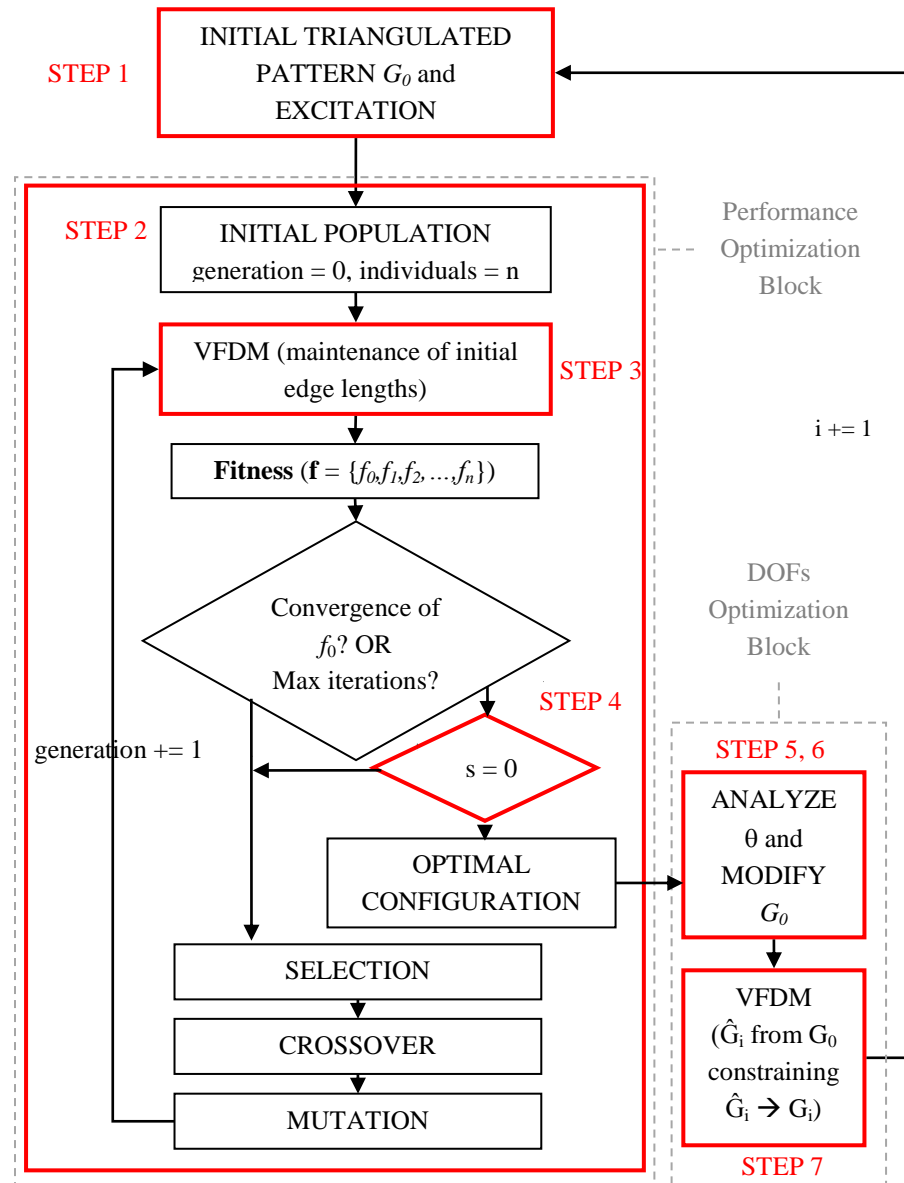 STEP 1
INITIAL TRIANGULATED
PATTERN G₀ and
EXCITATION
STEP 2
INITIAL POPULATION
generation = 0, individuals = n
Performance
Optimization
Block
VFDM (maintenance of initial
edge lengths)
STEP 3
Fitness (f = {f₀,f₁,f₂, ...,fₙ})
i += 1
Convergence of
f₀? OR
Max iterations?
DOFs
Optimization
Block
STEP 4
generation += 1
s = 0
OPTIMAL
CONFIGURATION
STEP 5, 6
ANALYZE
θ and
MODIFY
G₀
SELECTION
CROSSOVER
MUTATION
VFDM
(Ĝᵢ from G₀
constraining
Ĝᵢ → Gᵢ)
STEP 7